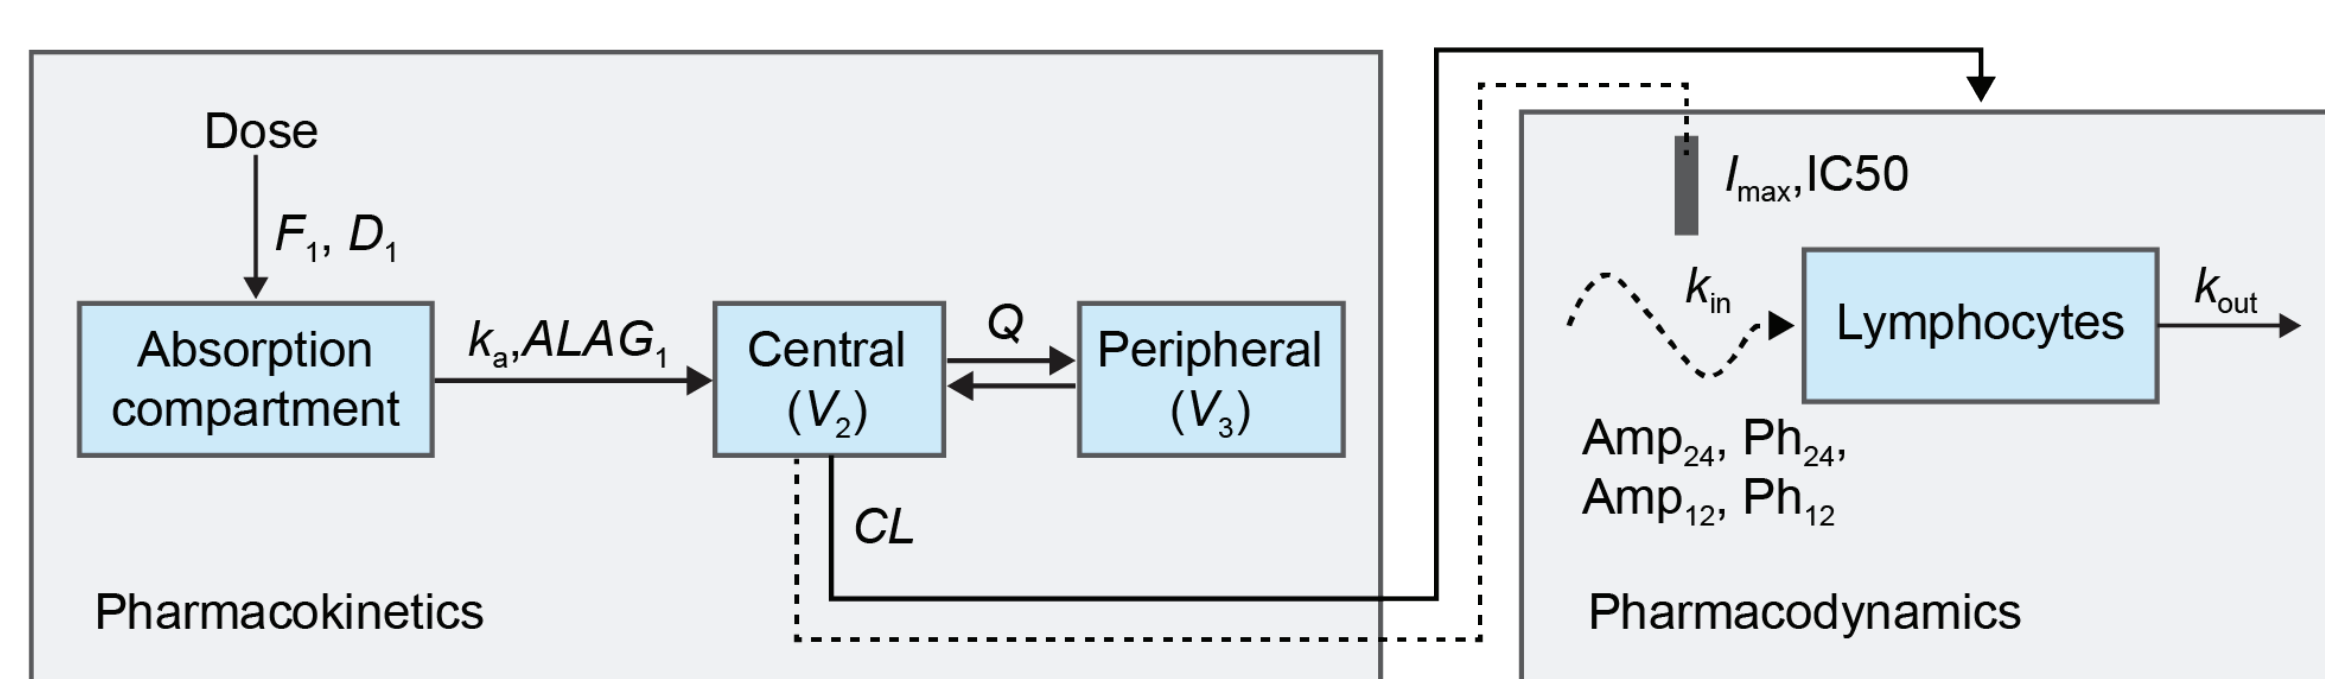 Dose
F1, D1
Absorption
compartment
ka,ALAG1
Central
(V2)
Q
Peripheral
(V3)
CL
Pharmacokinetics
Imax,IC50
kin
Lymphocytes
kout
Amp24, Ph24,
Amp12, Ph12
Pharmacodynamics